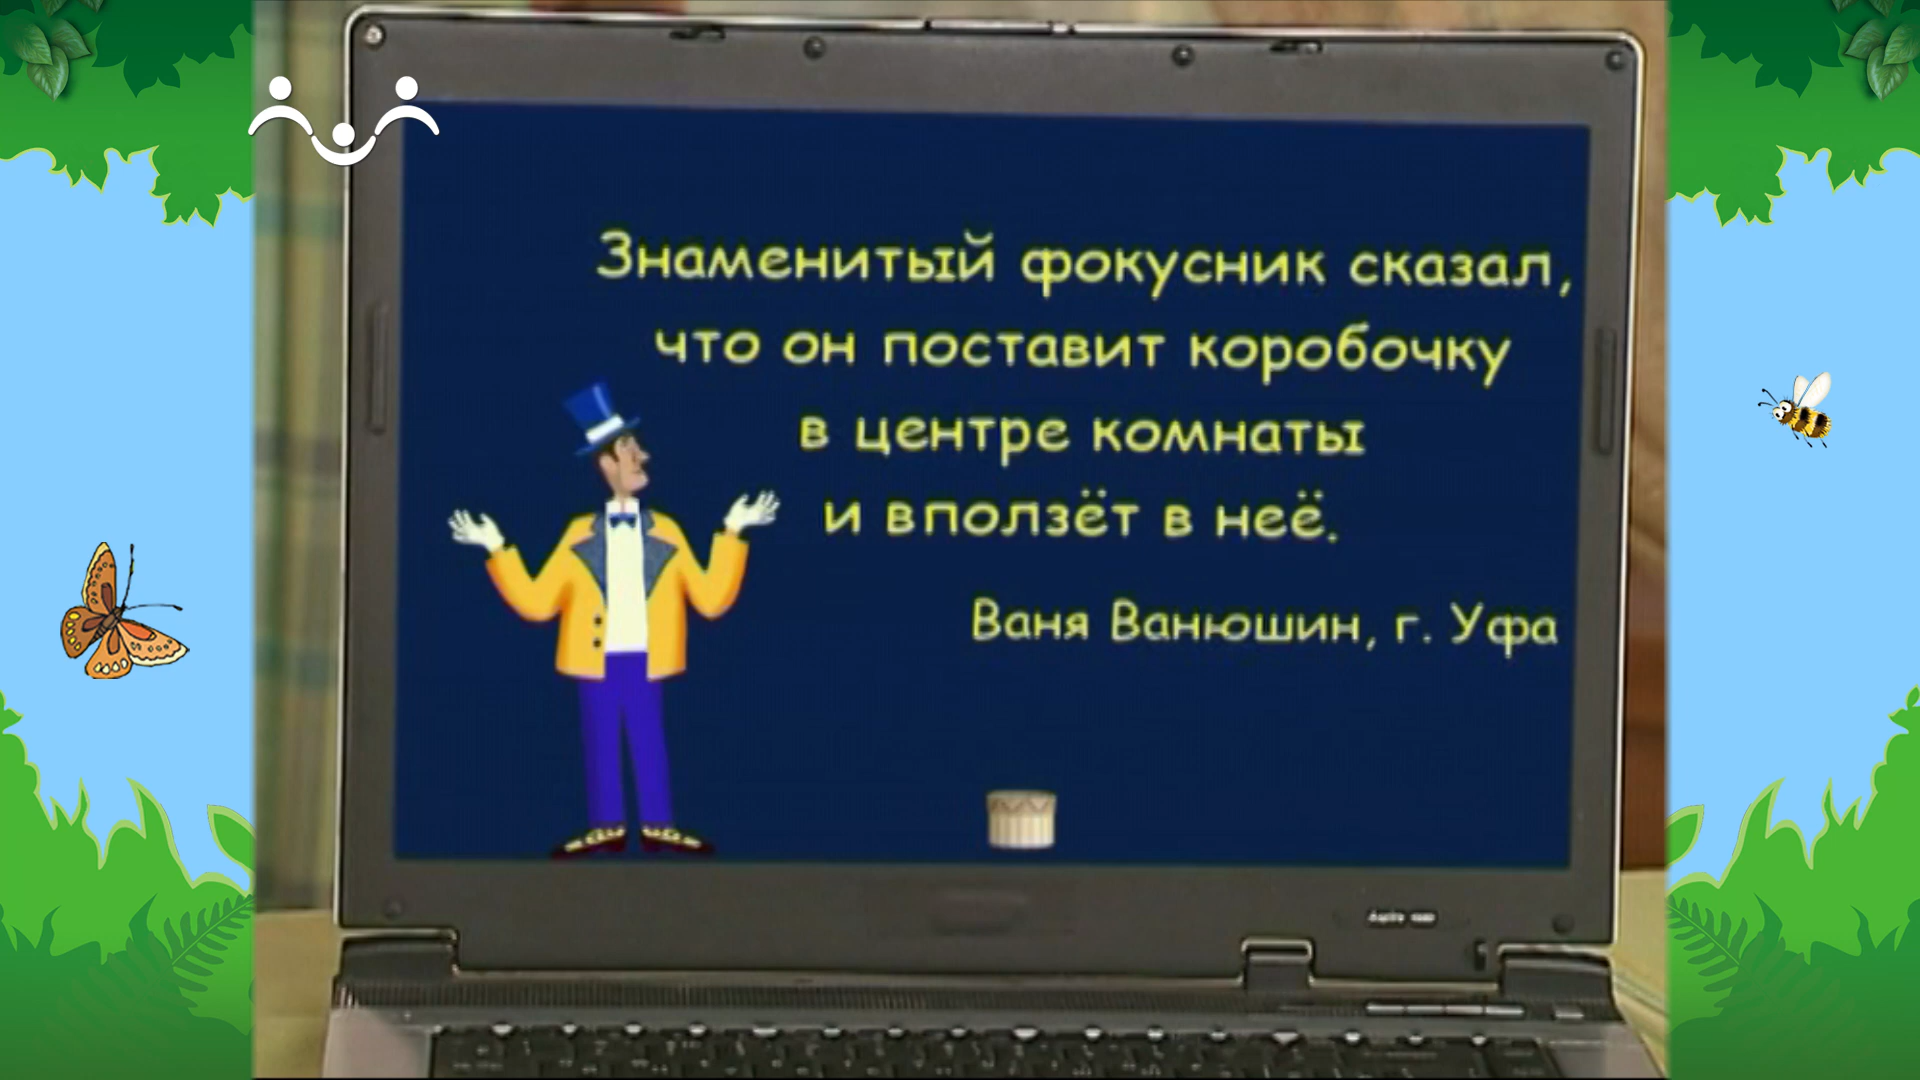 Знаменитый фокусник сказал,
что он поставит коробочку
в центре комнаты
и вползёт в неё.
Ваня Ванюшин, г. Уфа